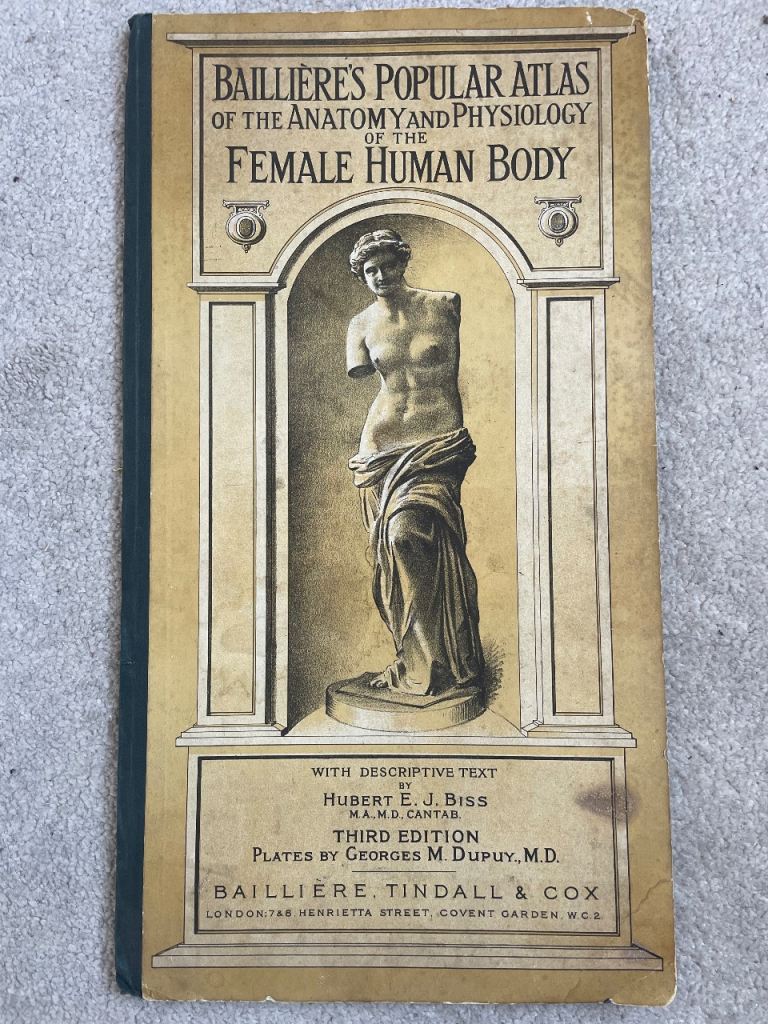 BAILLIÈRE'S POPULAR ATLAS
OF THE ANATOMY AND PHYSIOLOGY
OF THE
FEMALE HUMAN BODY
WITH DESCRIPTIVE TEXT
BY
HUBERT E. J. BISS
M.A., M.D., CANTAB.
THIRD EDITION
PLATES BY GEORGES M. DUPUY., M.D.
BAILLIÈRE, TINDALL & COX
LONDON: 7 & 8 HENRIETTA STREET, COVENT GARDEN, W.C.2